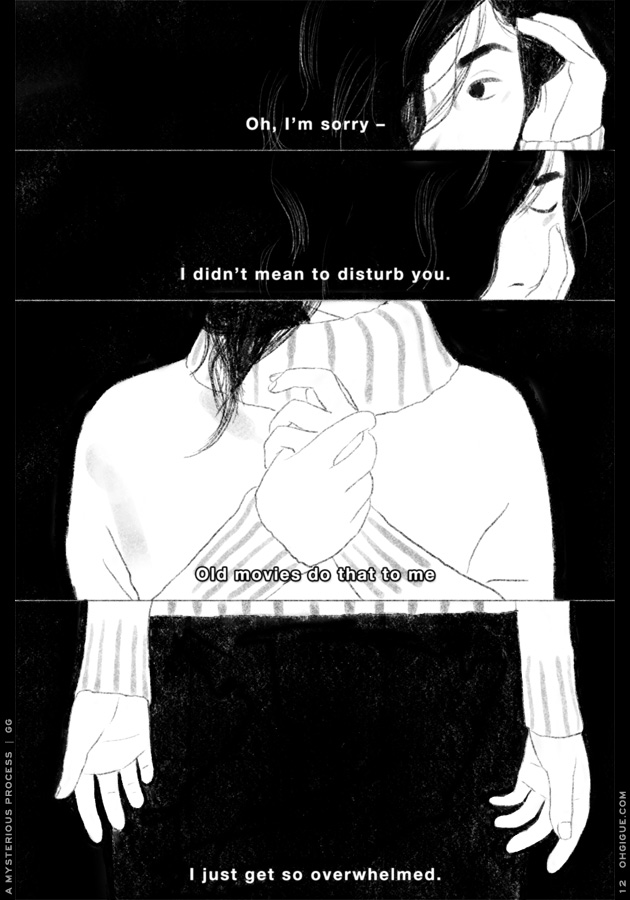 Oh, I'm sorry –
I didn't mean to disturb you.
Old movies do that to me
I just get so overwhelmed.
A MYSTERIOUS PROCESS | GG
12 OHGIGUE.COM